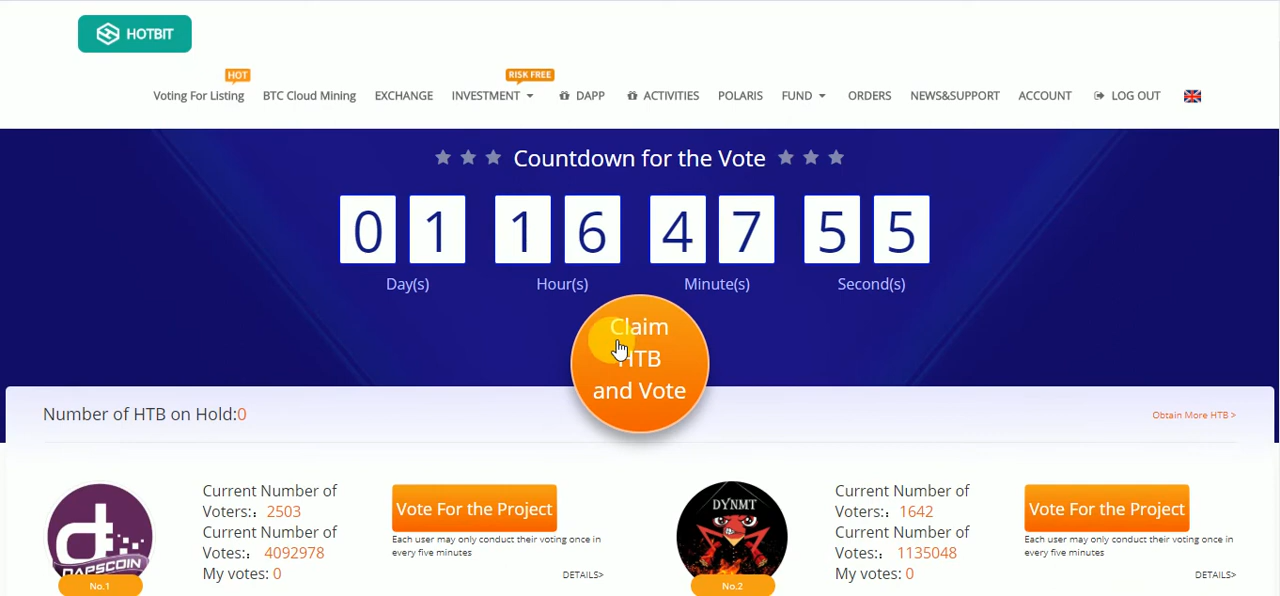 HOTBIT
HOT
RISK FREE
Voting For Listing BTC Cloud Mining EXCHANGE INVESTMENT DAPP ACTIVITIES POLARIS FUND ORDERS NEWS&SUPPORT ACCOUNT LOG OUT
Countdown for the Vote
0 1 1 6 4 7 5 5
Day(s) Hour(s) Minute(s) Second(s)
Claim
HTB
and Vote
Number of HTB on Hold:0
Obtain More HTB >
DAPSCOIN
No.1
Current Number of
Voters:: 2503
Current Number of
Votes:: 4092978
My votes: 0
Vote For the Project
Each user may only conduct their voting once in
every five minutes
DETAILS>
DYNMT
No.2
Current Number of
Voters:: 1642
Current Number of
Votes:: 1135048
My votes: 0
Vote For the Project
Each user may only conduct their voting once in
every five minutes
DETAILS>